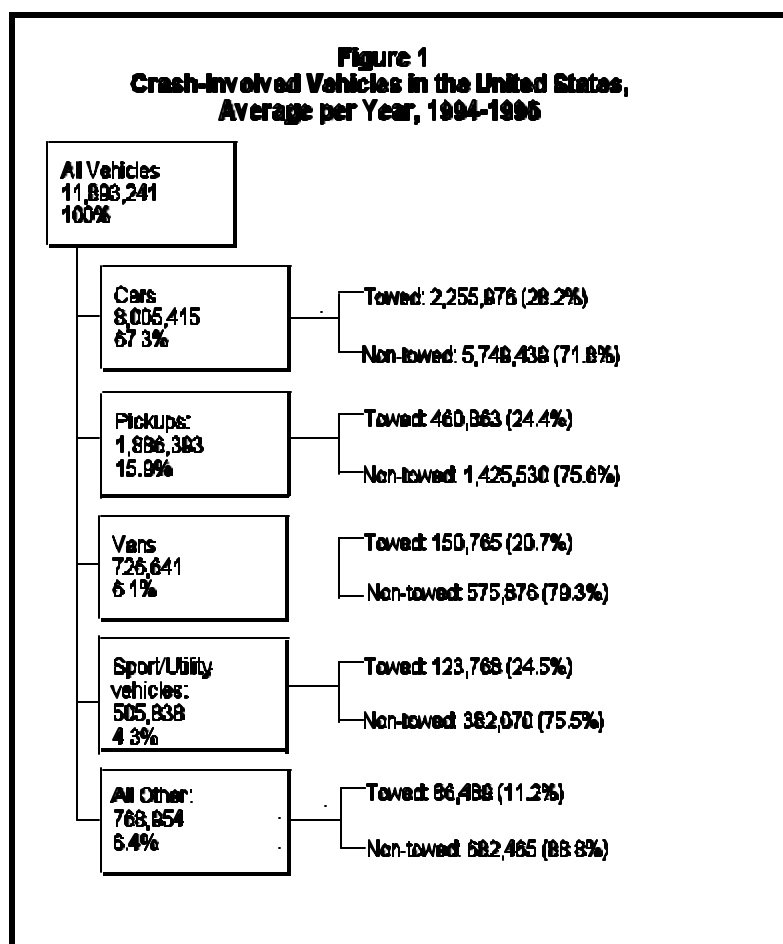 Figure 1
Crash-Involved Vehicles in the United States,
Average per Year, 1994-1996
All Vehicles
11,893,241
100%
Cars
8,005,415
67 3%
Towed: 2,255,976 (28.2%)
Non-towed: 5,749,439 (71.8%)
Pickups:
1,886,393
15.9%
Towed: 460,863 (24.4%)
Non-towed: 1,425,530 (75.6%)
Vans
726,641
6 1%
Towed: 150,765 (20.7%)
Non-towed: 575,876 (79.3%)
Sport/Utility
vehicles:
505,838
4 3%
Towed: 123,768 (24.5%)
Non-towed: 382,070 (75.5%)
All Other:
768,954
6.4%
Towed: 86,489 (11.2%)
Non-towed: 682,465 (88.8%)